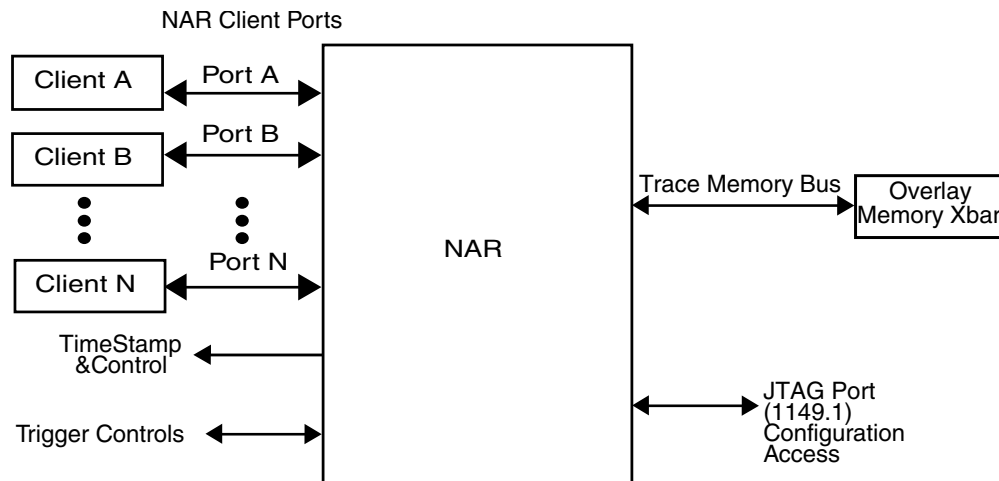 NAR Client Ports
Client A
Port A
Client B
Port B
Client N
Port N
NAR
Trace Memory Bus
Overlay
Memory Xbar
TimeStamp
&Control
Trigger Controls
JTAG Port
(1149.1)
Configuration
Access